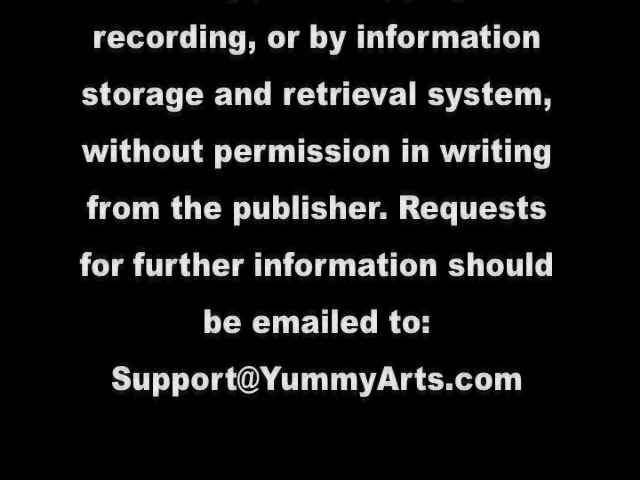 recording, or by information
storage and retrieval system,
without permission in writing
from the publisher. Requests
for further information should
be emailed to:
Support@YummyArts.com